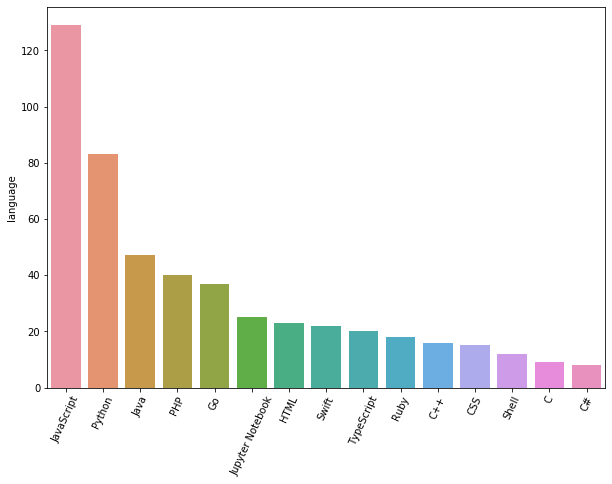 120
100
80
60
40
20
0
language
JavaScript
Python
Java
PHP
Go
Jupyter Notebook
HTML
Swift
TypeScript
Ruby
C++
CSS
Shell
C
C#